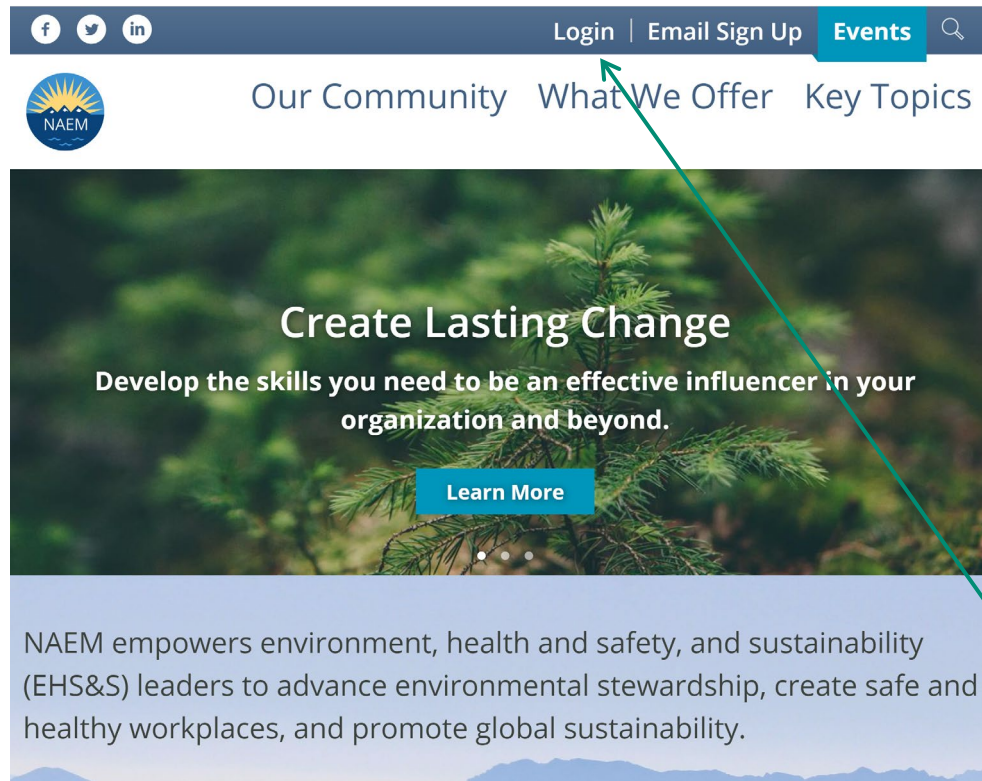 Login | Email Sign Up Events
NAEM
Our Community What We Offer Key Topics
Create Lasting Change
Develop the skills you need to be an effective influencer in your
organization and beyond.
Learn More
NAEM empowers environment, health and safety, and sustainability
(EHS&S) leaders to advance environmental stewardship, create safe and
healthy workplaces, and promote global sustainability.